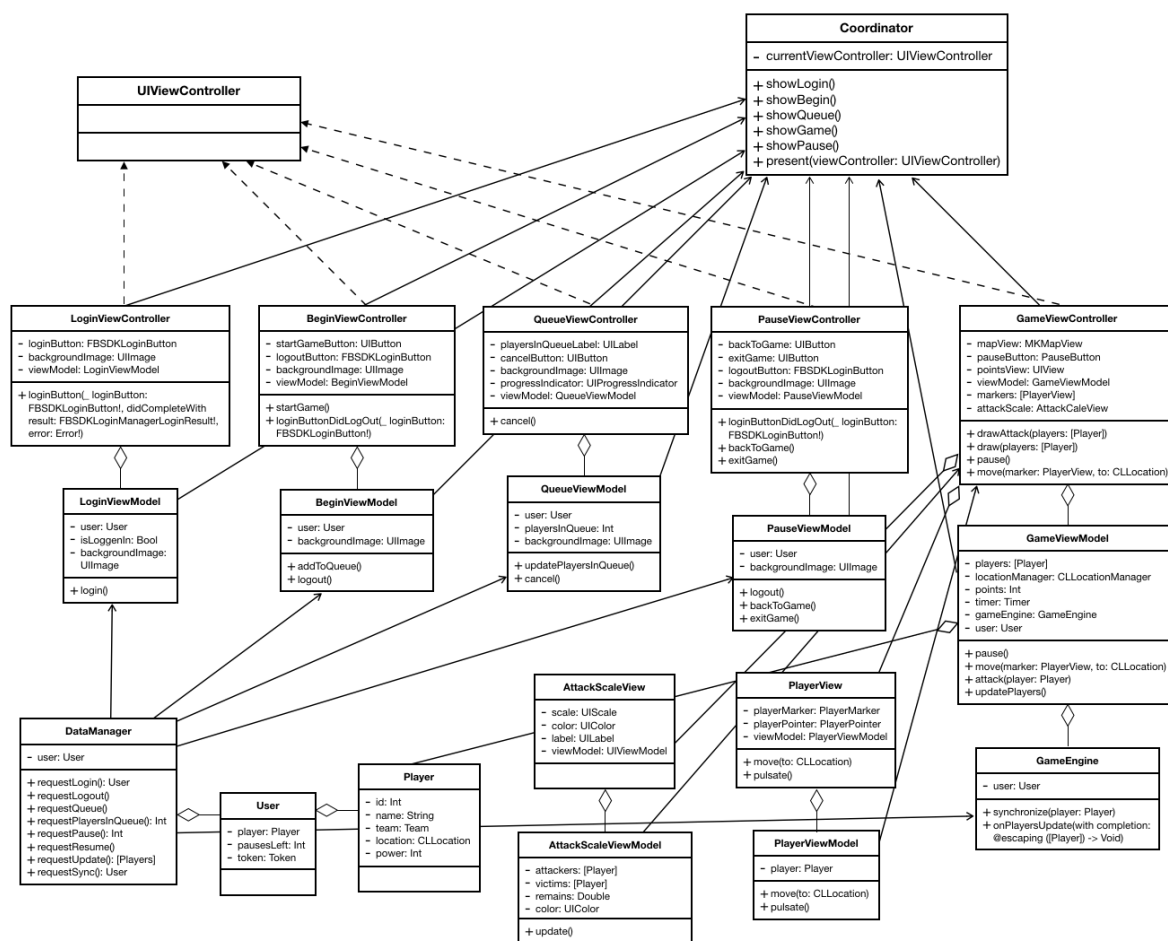 Coordinator
- currentViewController: UIViewController
+ showLogin()
+ showBegin()
+ showQueue()
+ showGame()
+ showPause()
+ present(viewController: UIViewController)
UIViewController
LoginViewController
- loginButton: FBSDKLoginButton
- backgroundImage: UIImage
- viewModel: LoginViewModel
+ loginButton(_ loginButton:
FBSDKLoginButton!, didCompleteWith
result: FBSDKLoginManagerLoginResult!,
error: Error!)
BeginViewController
- startGameButton: UIButton
- logoutButton: FBSDKLoginButton
- backgroundImage: UIImage
- viewModel: BeginViewModel
+ startGame()
+ loginButtonDidLogOut(_ loginButton:
FBSDKLoginButton!)
QueueViewController
- playersInQueueLabel: UILabel
- cancelButton: UIButton
- backgroundImage: UIImage
- progressIndicator: UIProgressIndicator
- viewModel: QueueViewModel
+ cancel()
PauseViewController
- backToGame: UIButton
- exitGame: UIButton
- logoutButton: FBSDKLoginButton
- backgroundImage: UIImage
- viewModel: PauseViewModel
+ loginButtonDidLogOut(_ loginButton:
FBSDKLoginButton!)
+ backToGame()
+ exitGame()
GameViewController
- mapView: MKMapView
- pauseButton: PauseButton
- pointsView: UIView
- viewModel: GameViewModel
- markers: [PlayerView]
- attackScale: AttackCaleView
+ drawAttack(players: [Player])
+ draw(players: [Player])
+ pause()
+ move(marker: PlayerView, to: CLLocation)
LoginViewModel
- user: User
- isLoggenIn: Bool
- backgroundImage:
UIImage
+ login()
BeginViewModel
- user: User
- backgroundImage: UIImage
+ addToQueue()
+ logout()
QueueViewModel
- user: User
- playersInQueue: Int
- backgroundImage: UIImage
+ updatePlayersInQueue()
+ cancel()
PauseViewModel
- user: User
- backgroundImage: UIImage
+ logout()
+ backToGame()
+ exitGame()
GameViewModel
- players: [Player]
- locationManager: CLLocationManager
- points: Int
- timer: Timer
- gameEngine: GameEngine
- user: User
+ pause()
+ move(marker: PlayerView, to: CLLocation)
+ attack(player: Player)
+ updatePlayers()
DataManager
- user: User
+ requestLogin(): User
+ requestLogout()
+ requestQueue()
+ requestPlayersInQueue(): Int
+ requestPause(): Int
+ requestResume()
+ requestUpdate(): [Players]
+ requestSync(): User
User
- player: Player
- pausesLeft: Int
- token: Token
Player
- id: Int
- name: String
- team: Team
- location: CLLocation
- power: Int
AttackScaleView
- scale: UIScale
- color: UIColor
- label: UILabel
- viewModel: UIViewModel
PlayerView
- playerMarker: PlayerMarker
- playerPointer: PlayerPointer
- viewModel: PlayerViewModel
+ move(to: CLLocation)
+ pulsate()
GameEngine
- user: User
+ synchronize(player: Player)
+ onPlayersUpdate(with completion:
@escaping ([Player) -> Void)
AttackScaleViewModel
- attackers: [Player]
- victims: [Player]
- remains: Double
- color: UIColor
+ update()
PlayerViewModel
- player: Player
+ move(to: CLLocation)
+ pulsate()